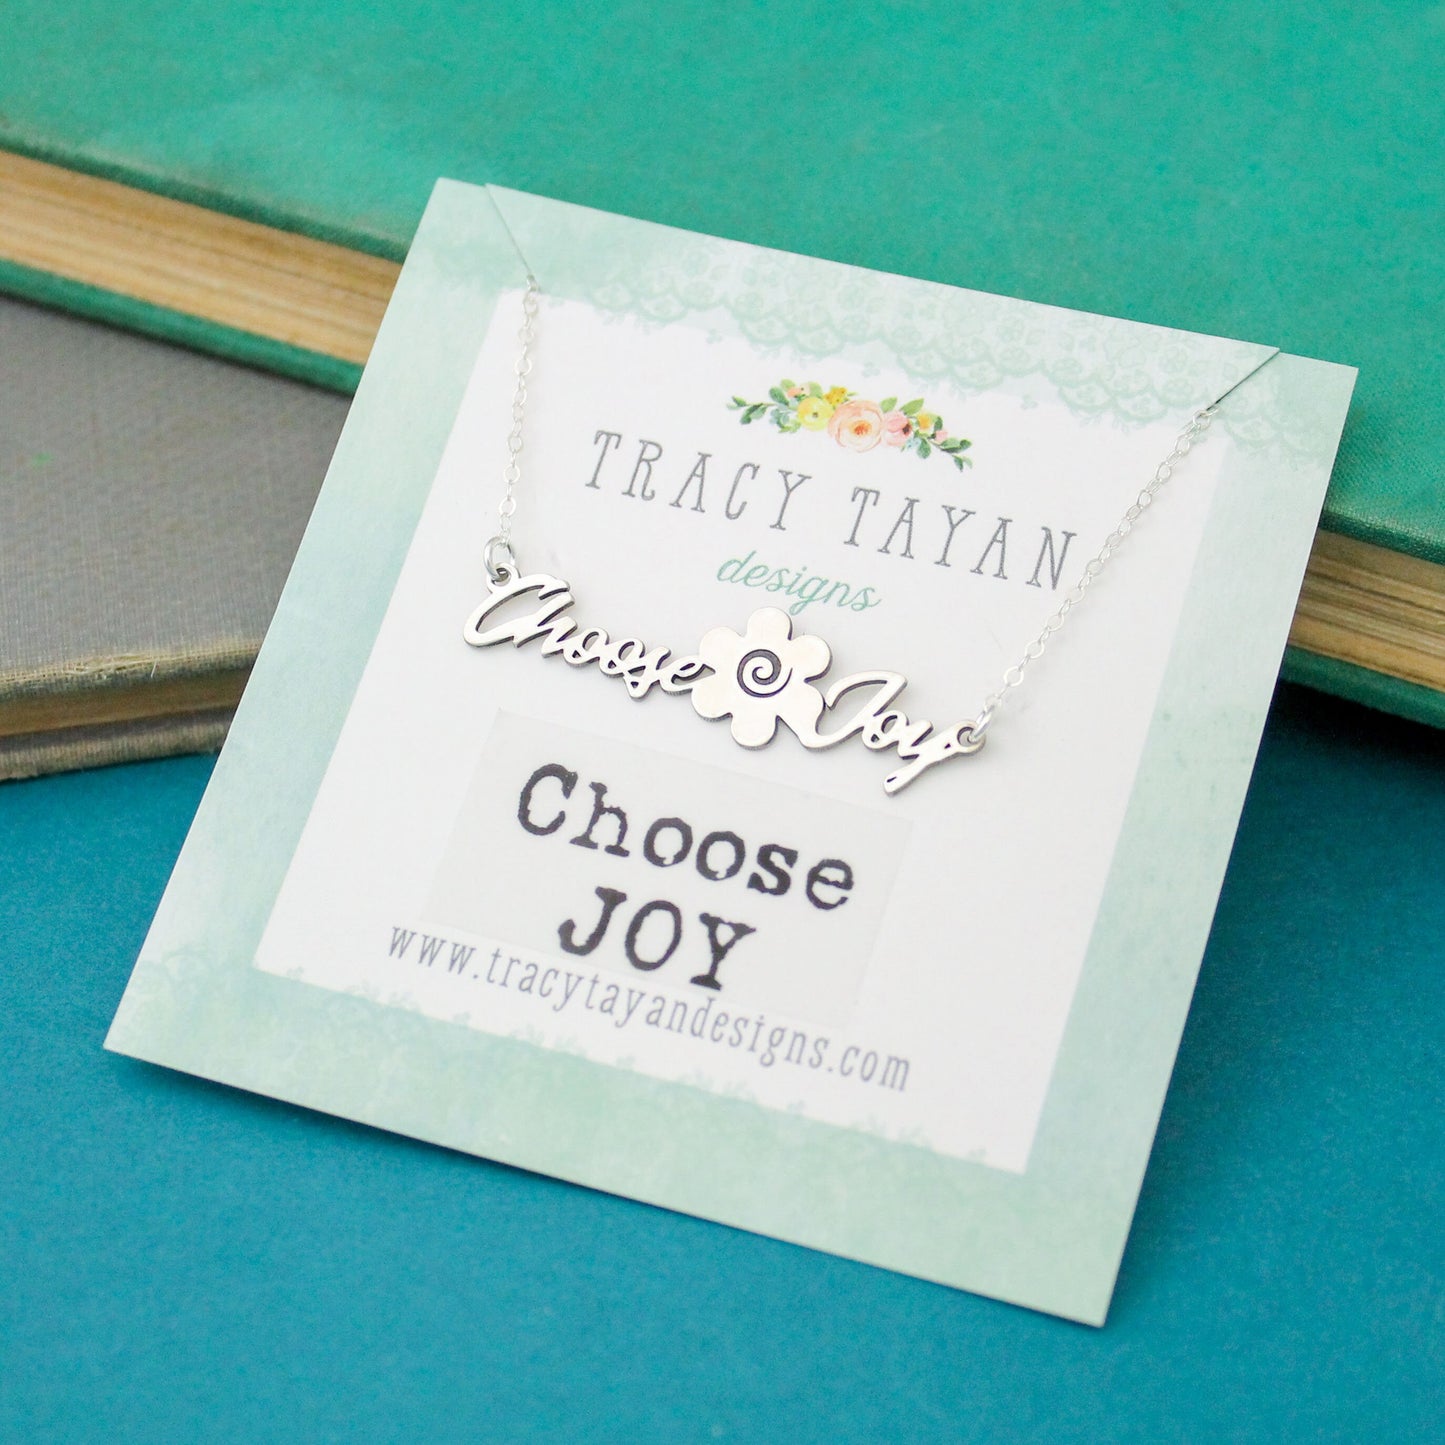 TRACY TAYAN
designs
Choose Joy
Choose
JOY
www.tracytayandesigns.com